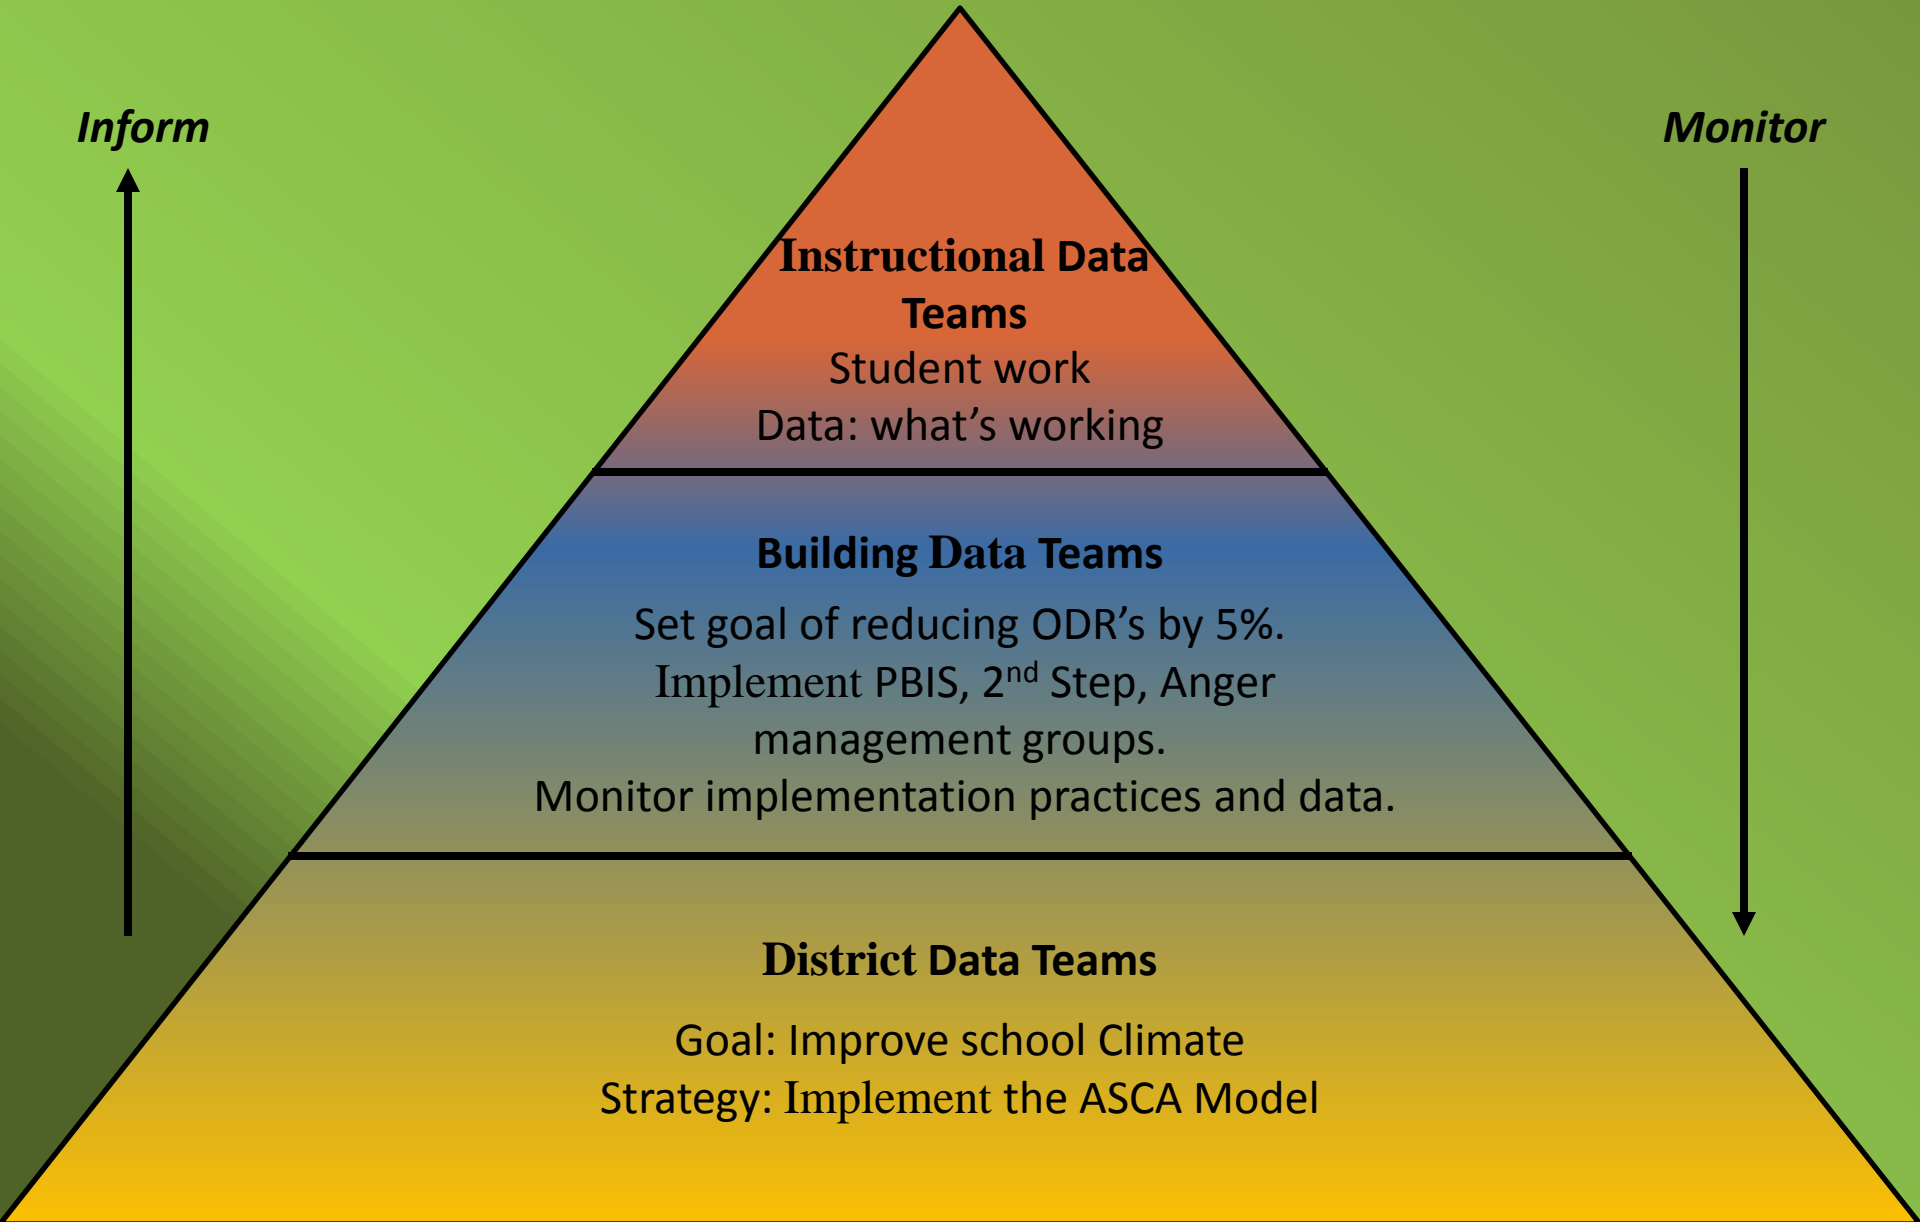 Inform
Monitor
Instructional Data
Teams
Student work
Data: what’s working
Building Data Teams
Set goal of reducing ODR’s by 5%.
Implement PBIS, 2nd Step, Anger
management groups.
Monitor implementation practices and data.
District Data Teams
Goal: Improve school Climate
Strategy: Implement the ASCA Model